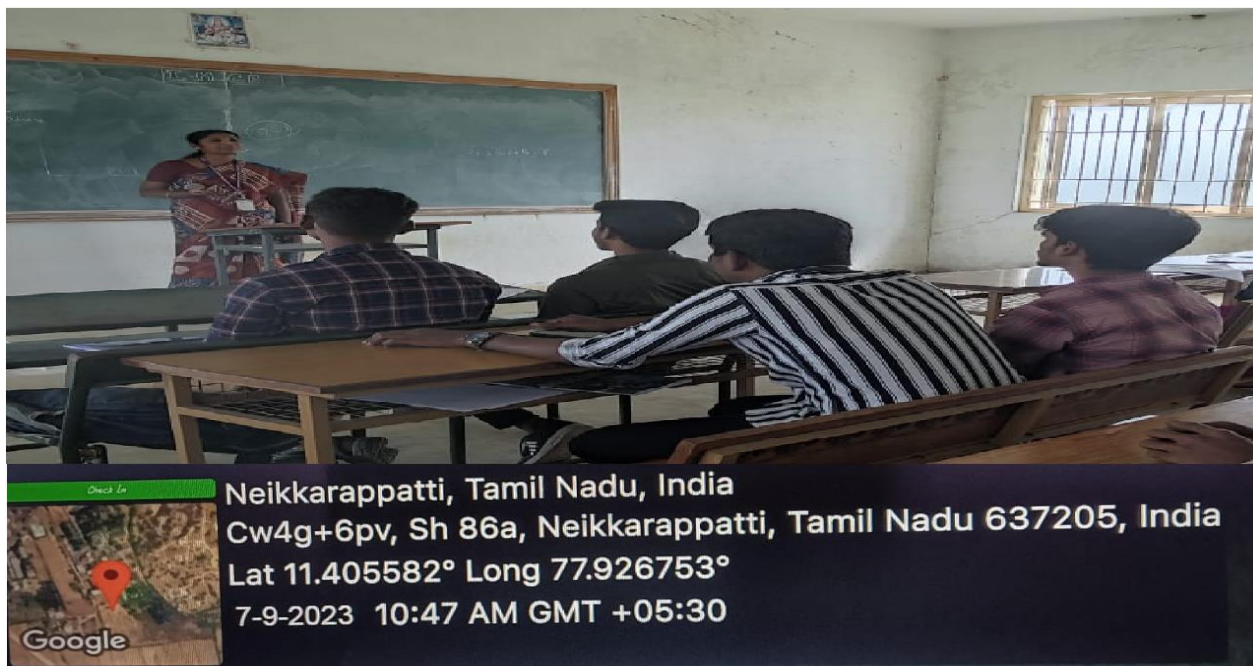 Check In
Neikkarappatti, Tamil Nadu, India
Cw4g+6pv, Sh 86a, Neikkarappatti, Tamil Nadu 637205, India
Lat 11.405582° Long 77.926753°
7-9-2023 10:47 AM GMT +05:30
Google